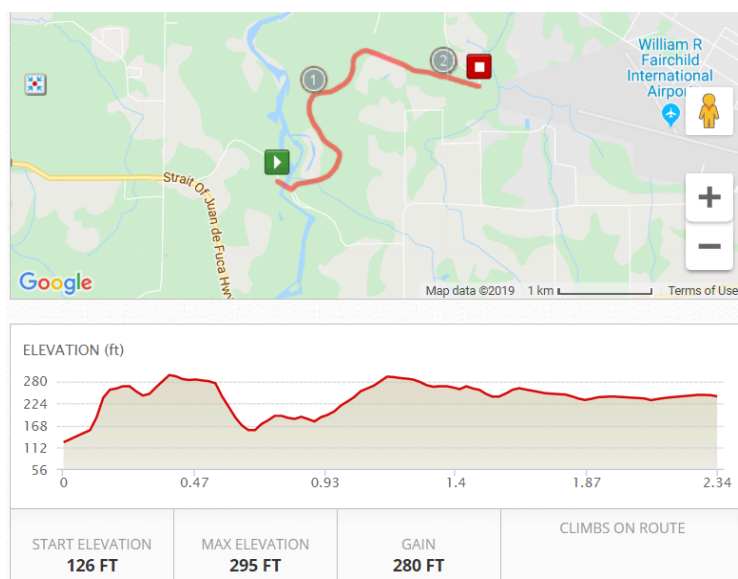 William R
Fairchild
International
Airport
1
2
Strait Of Juan de Fuca Hwy
Google
Map data ©2019
1 km
Terms of Use
ELEVATION (ft)
280
224
168
112
56
0
0.47
0.93
1.4
1.87
2.34
START ELEVATION
126 FT
MAX ELEVATION
295 FT
GAIN
280 FT
CLIMBS ON ROUTE